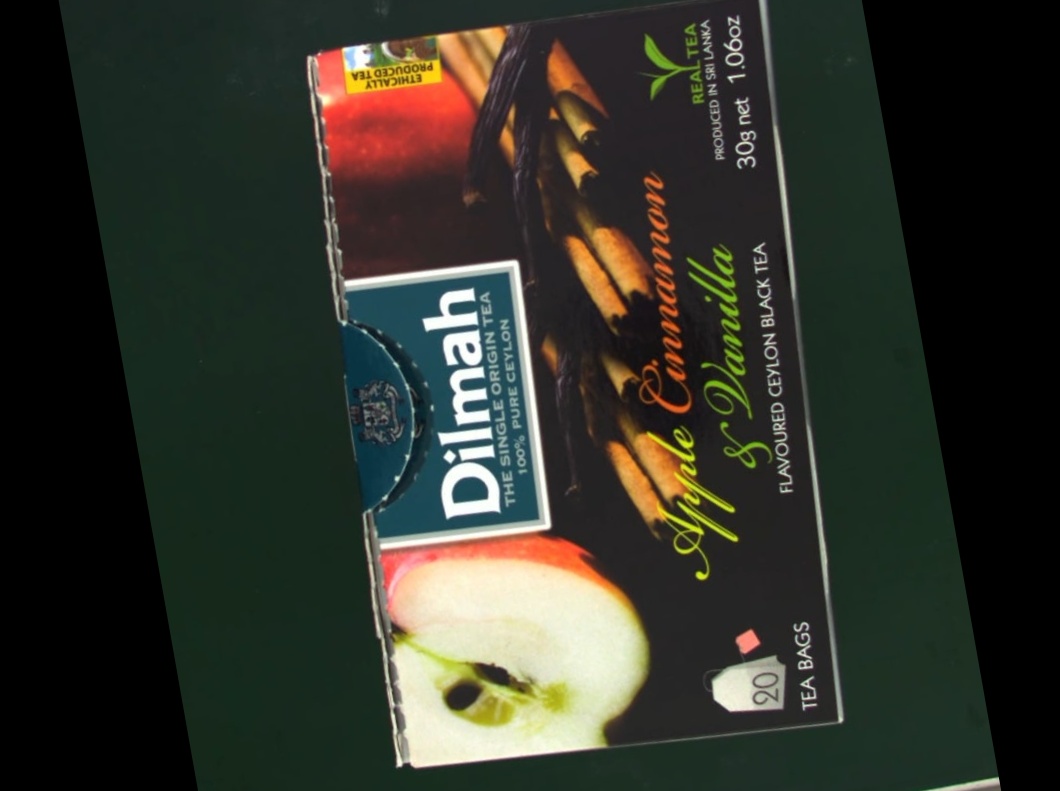 Dilmah
THE SINGLE ORIGIN TEA
100% PURE CEYLON
Apple Cinnamon
& Vanilla
FLAVOURED CEYLON BLACK TEA
20
TEA BAGS
ETHICALLY
PRODUCED TEA
REAL TEA
PRODUCED IN SRI LANKA
30g net 1.06oz